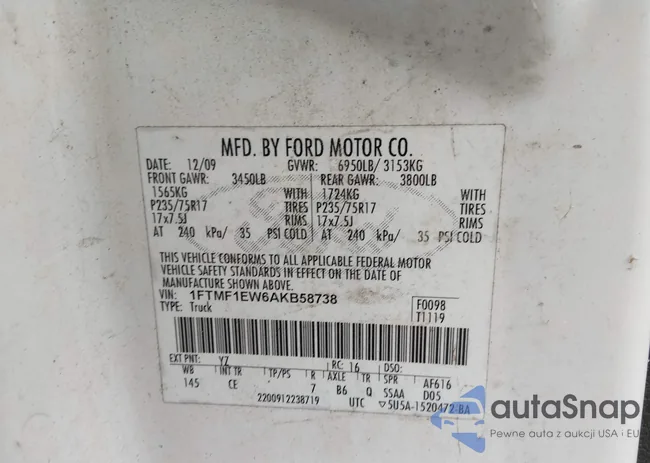 MFD. BY FORD MOTOR CO.
DATE: 12/09 GVWR: 6950LB/ 3153KG
FRONT GAWR: 3450LB REAR GAWR: 3800LB
1565KG WITH 1724KG WITH
P235/75R17 TIRES P235/75R17 TIRES
17x7.5J RIMS 17x7.5J RIMS
AT 240 kPa/ 35 PSI COLD AT 240 kPa/ 35 PSI COLD
THIS VEHICLE CONFORMS TO ALL APPLICABLE FEDERAL MOTOR
VEHICLE SAFETY STANDARDS IN EFFECT ON THE DATE OF
MANUFACTURE SHOWN ABOVE.
VIN: 1FTMF1EW6AKB58738 F0098
TYPE: Truck T1119
EXT PNT: YZ RC: 16 DSO:
WB INT TR TP/PS R AXLE TR SPR AF616
145 CE 7 B6 Q SSAA D05
2200912238719 UTC ▽5U5A-1520472-BA
autoSnap
Pewne auta z aukcji USA i EU